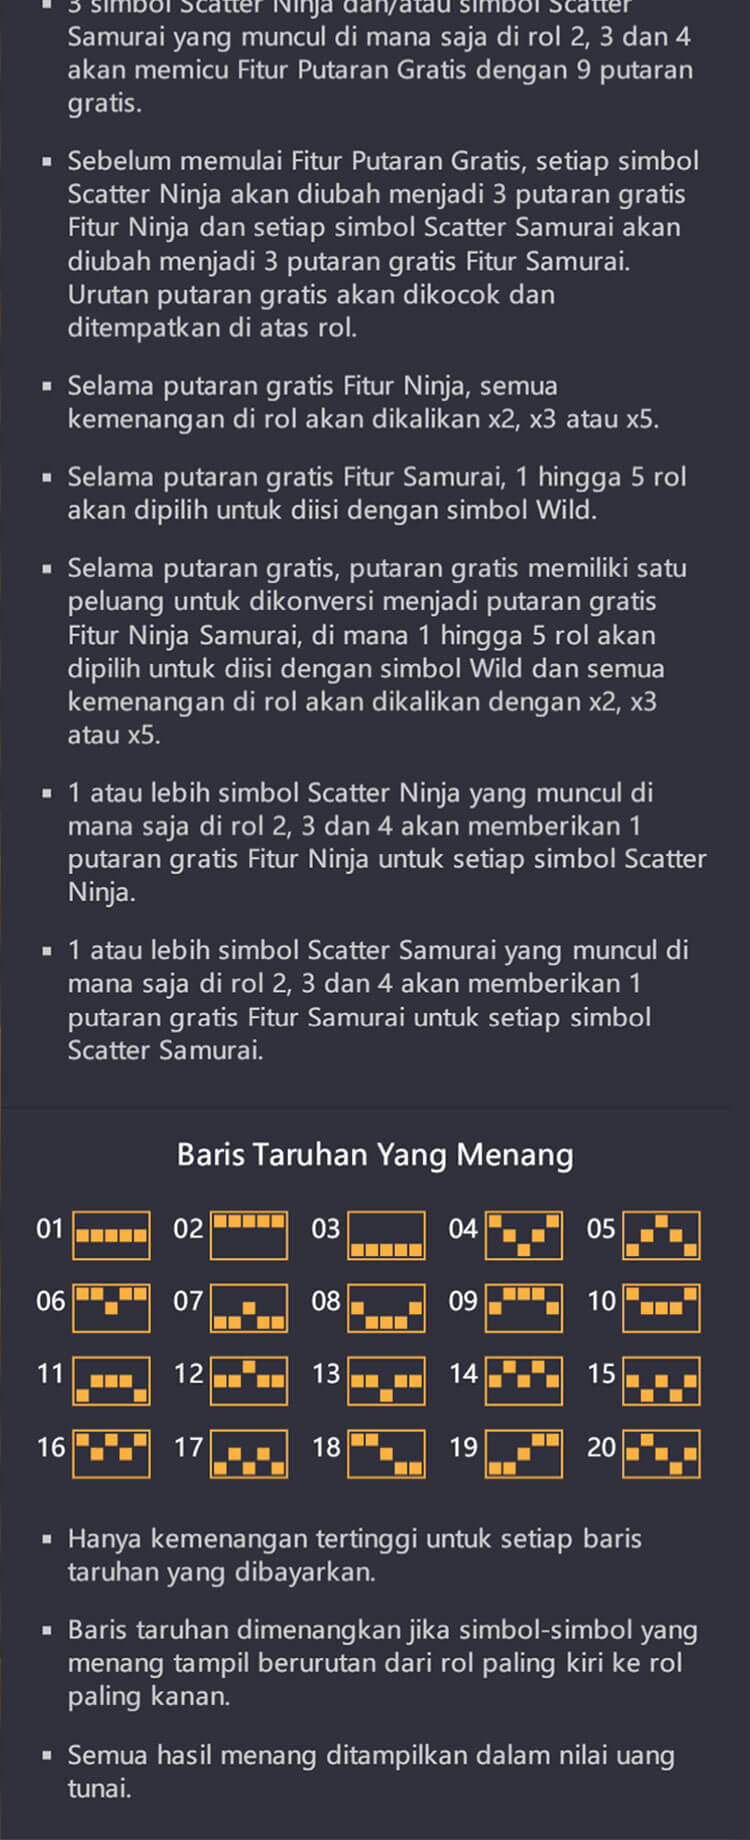 ▪ 3 simbol Scatter Ninja dan/atau simbol Scatter
Samurai yang muncul di mana saja di rol 2, 3 dan 4
akan memicu Fitur Putaran Gratis dengan 9 putaran
gratis.
▪ Sebelum memulai Fitur Putaran Gratis, setiap simbol
Scatter Ninja akan diubah menjadi 3 putaran gratis
Fitur Ninja dan setiap simbol Scatter Samurai akan
diubah menjadi 3 putaran gratis Fitur Samurai.
Urutan putaran gratis akan dikocok dan
ditempatkan di atas rol.
▪ Selama putaran gratis Fitur Ninja, semua
kemenangan di rol akan dikalikan x2, x3 atau x5.
▪ Selama putaran gratis Fitur Samurai, 1 hingga 5 rol
akan dipilih untuk diisi dengan simbol Wild.
▪ Selama putaran gratis, putaran gratis memiliki satu
peluang untuk dikonversi menjadi putaran gratis
Fitur Ninja Samurai, di mana 1 hingga 5 rol akan
dipilih untuk diisi dengan simbol Wild dan semua
kemenangan di rol akan dikalikan dengan x2, x3
atau x5.
▪ 1 atau lebih simbol Scatter Ninja yang muncul di
mana saja di rol 2, 3 dan 4 akan memberikan 1
putaran gratis Fitur Ninja untuk setiap simbol Scatter
Ninja.
▪ 1 atau lebih simbol Scatter Samurai yang muncul di
mana saja di rol 2, 3 dan 4 akan memberikan 1
putaran gratis Fitur Samurai untuk setiap simbol
Scatter Samurai.
Baris Taruhan Yang Menang
01 02 03 04 05
06 07 08 09 10
11 12 13 14 15
16 17 18 19 20
▪ Hanya kemenangan tertinggi untuk setiap baris
taruhan yang dibayarkan.
▪ Baris taruhan dimenangkan jika simbol-simbol yang
menang tampil berurutan dari rol paling kiri ke rol
paling kanan.
▪ Semua hasil menang ditampilkan dalam nilai uang
tunai.